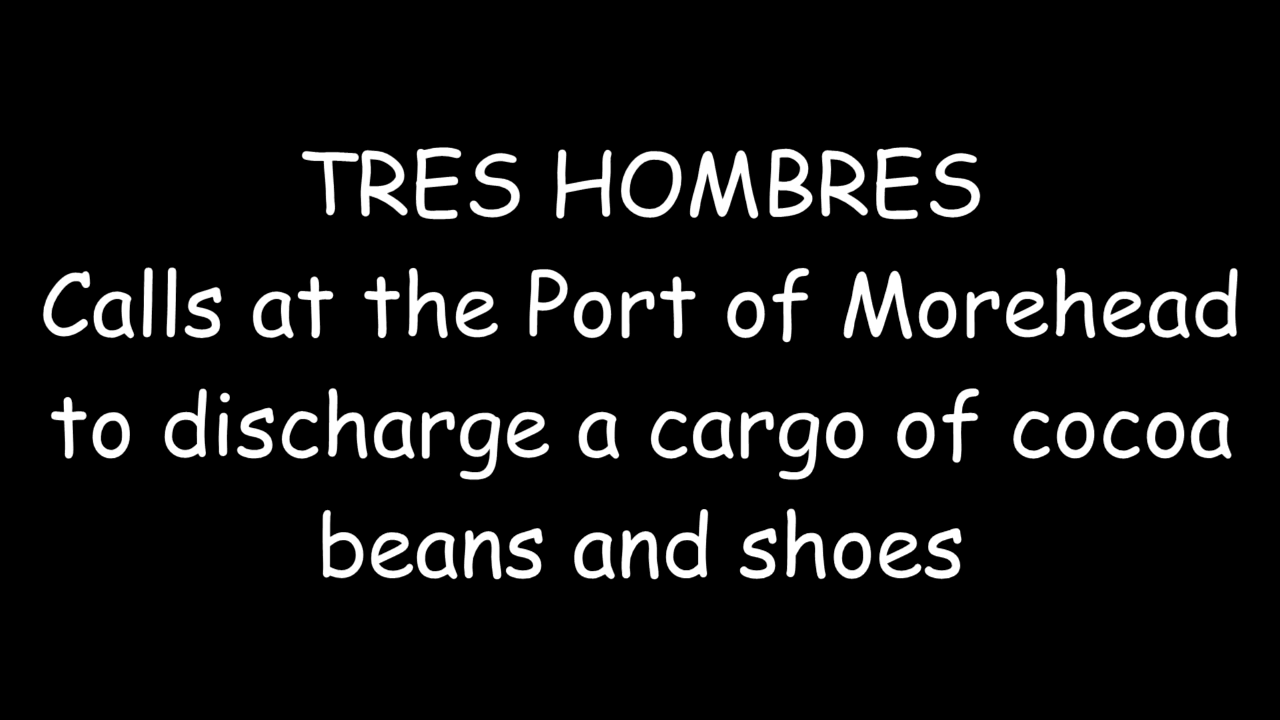 TRES HOMBRES
Calls at the Port of Morehead
to discharge a cargo of cocoa
beans and shoes